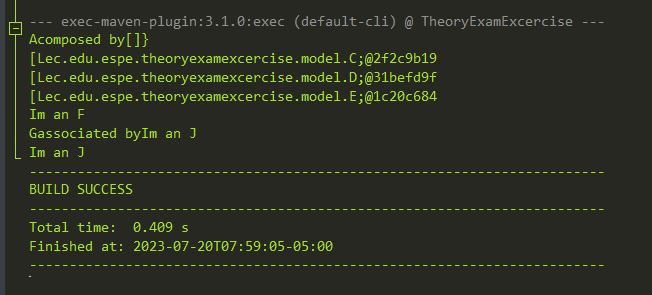 --- exec-maven-plugin:3.1.0:exec (default-cli) @ TheoryExamExcercise ---
Acomposed by[]}
[Lec.edu.espe.theoryexamexcercise.model.C;@2f2c9b19
[Lec.edu.espe.theoryexamexcercise.model.D;@31befd9f
[Lec.edu.espe.theoryexamexcercise.model.E;@1c20c684
Im an F
Gassociated byIm an J
Im an J
------------------------------------------------------------------------
BUILD SUCCESS
------------------------------------------------------------------------
Total time:  0.409 s
Finished at: 2023-07-20T07:59:05-05:00
------------------------------------------------------------------------